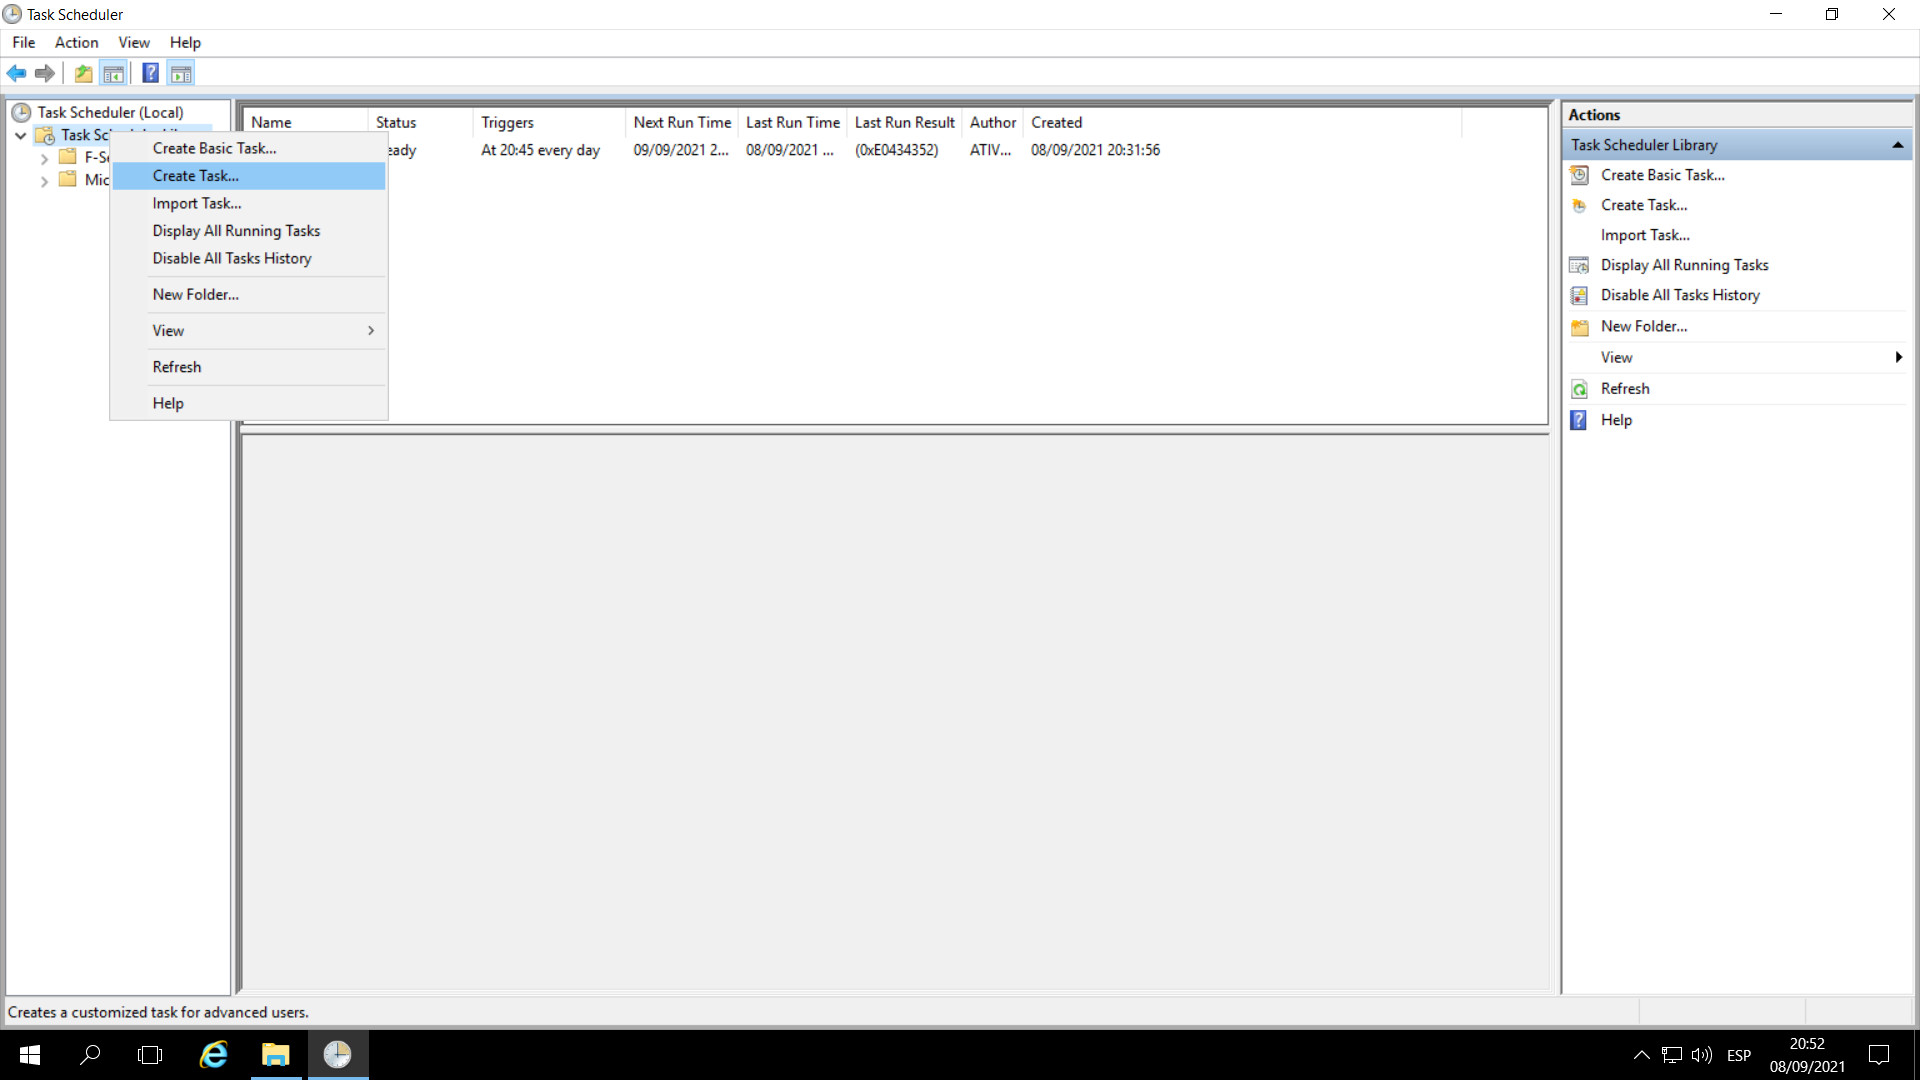 Task Scheduler
File Action View Help
Task Scheduler (Local)
Task Sc
F-Se
Mic
Create Basic Task...
Create Task...
Import Task...
Display All Running Tasks
Disable All Tasks History
New Folder...
View
Refresh
Help
Name Status Triggers Next Run Time Last Run Time Last Run Result Author Created
eady At 20:45 every day 09/09/2021 2... 08/09/2021 ... (0xE0434352) ATIV... 08/09/2021 20:31:56
Actions
Task Scheduler Library
Create Basic Task...
Create Task...
Import Task...
Display All Running Tasks
Disable All Tasks History
New Folder...
View
Refresh
Help
Creates a customized task for advanced users.
ESP
20:52
08/09/2021